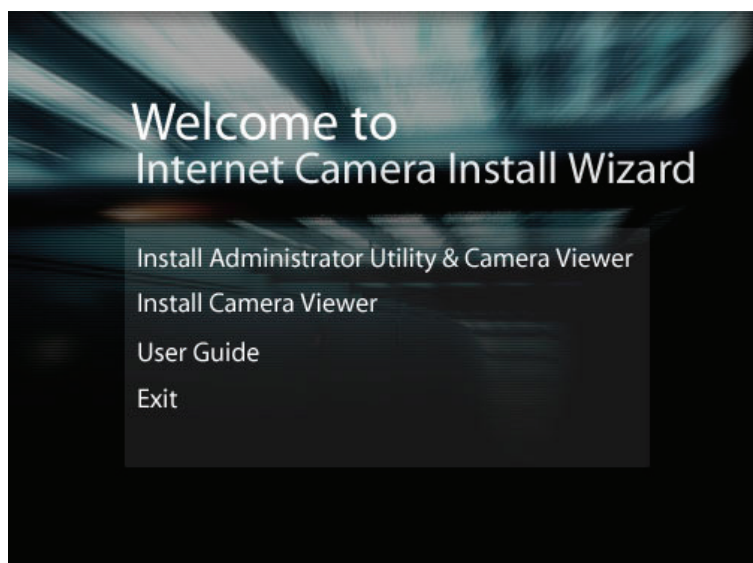 Welcome to
Internet Camera Install Wizard
Install Administrator Utility & Camera Viewer
Install Camera Viewer
User Guide
Exit